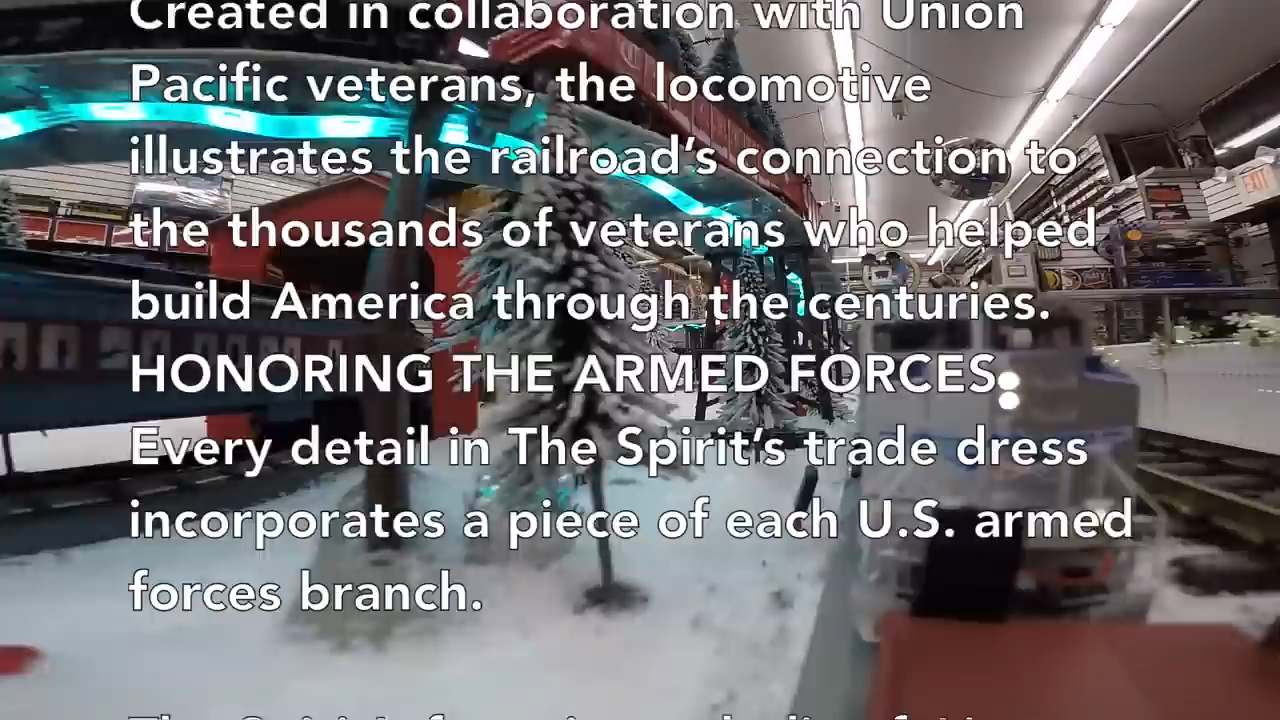 Created in collaboration with Union
Pacific veterans, the locomotive
illustrates the railroad's connection to
the thousands of veterans who helped
build America through the centuries.
HONORING THE ARMED FORCES
Every detail in The Spirit's trade dress
incorporates a piece of each U.S. armed
forces branch.
EXIT